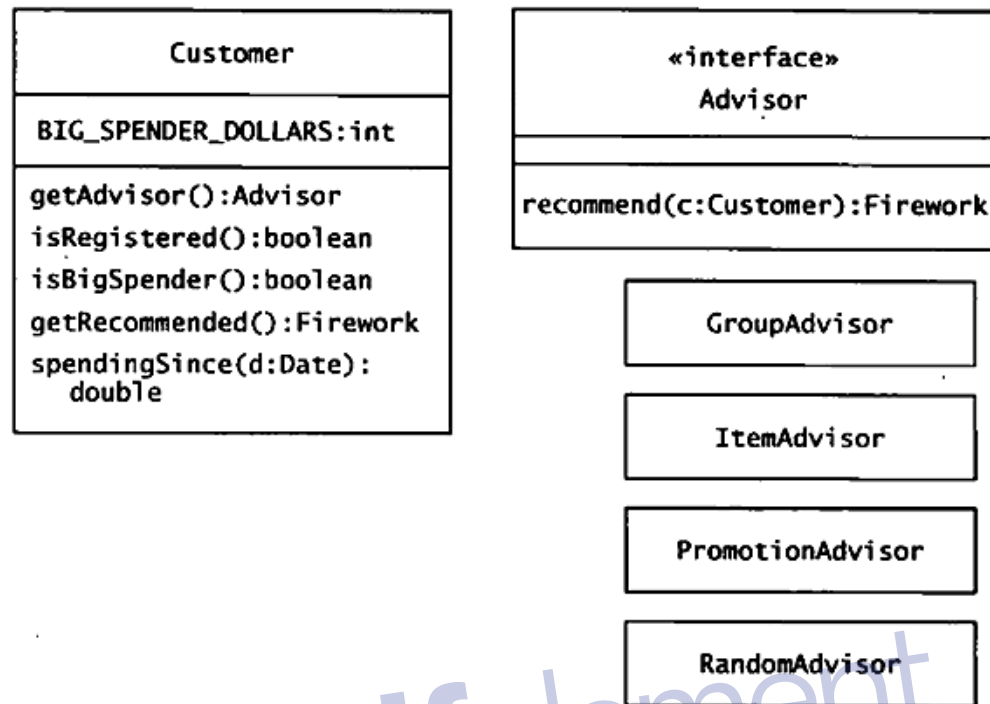 Customer
BIG_SPENDER_DOLLARS:int
getAdvisor():Advisor
isRegistered():boolean
isBigSpender():boolean
getRecommended():Firework
spendingSince(d:Date):
double
«interface»
Advisor
recommend(c:Customer):Firework
GroupAdvisor
ItemAdvisor
PromotionAdvisor
RandomAdvisor